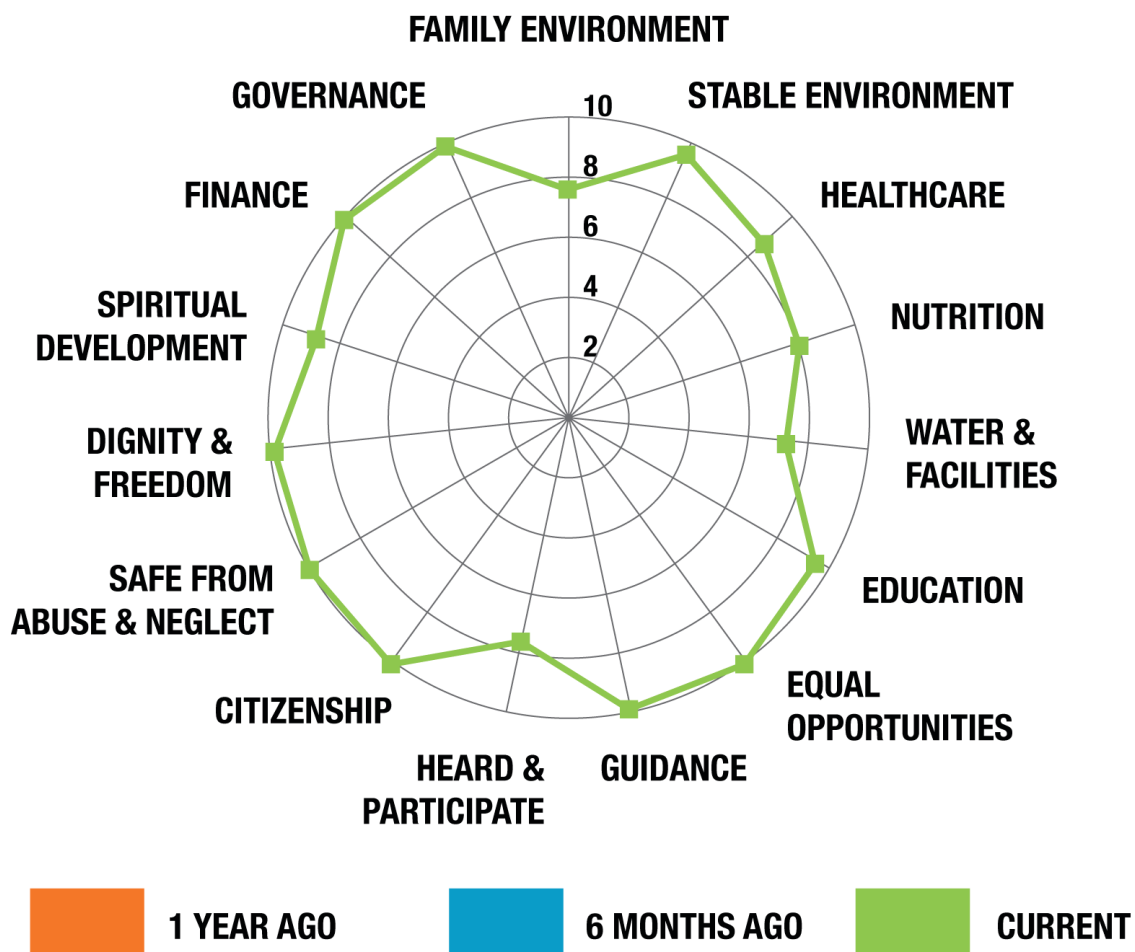 FAMILY ENVIRONMENT
GOVERNANCE
STABLE ENVIRONMENT
10
8
6
4
2
FINANCE
HEALTHCARE
SPIRITUAL
DEVELOPMENT
NUTRITION
DIGNITY &
FREEDOM
WATER &
FACILITIES
SAFE FROM
ABUSE & NEGLECT
EDUCATION
CITIZENSHIP
EQUAL
OPPORTUNITIES
HEARD &
PARTICIPATE
GUIDANCE
1 YEAR AGO
6 MONTHS AGO
CURRENT